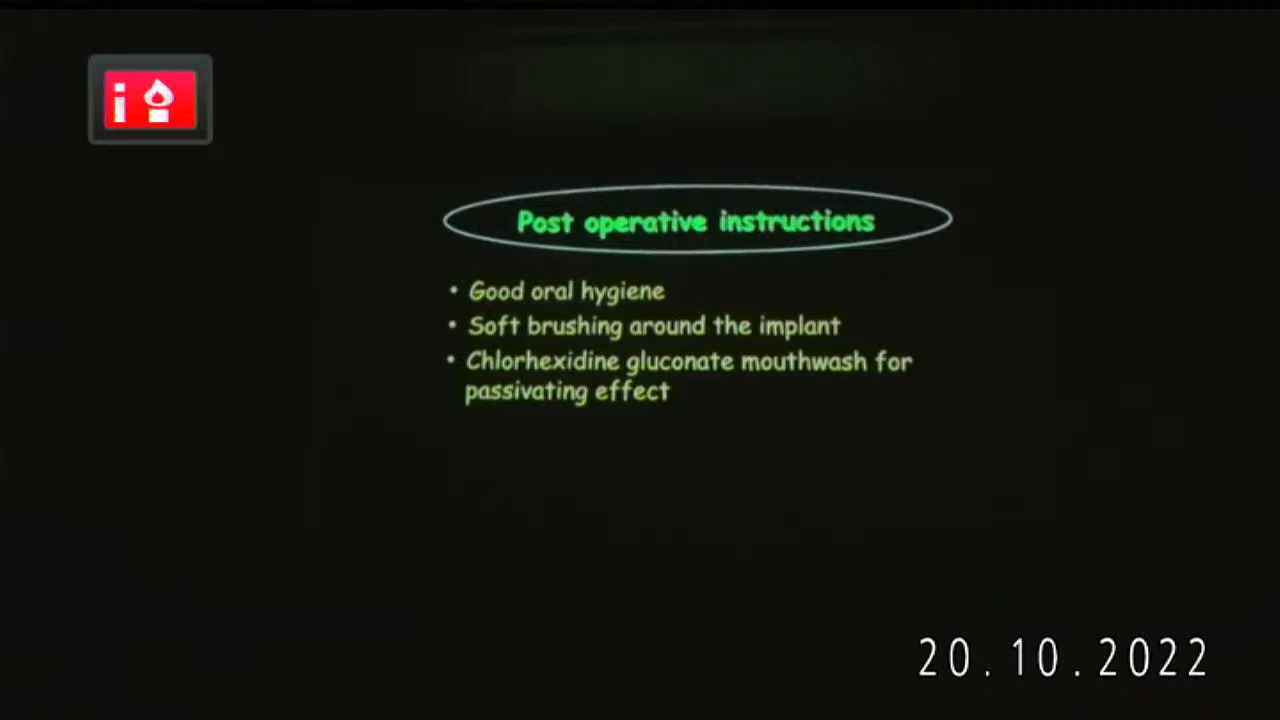 Post operative instructions
• Good oral hygiene
• Soft brushing around the implant
• Chlorhexidine gluconate mouthwash for
passivating effect
20.10.2022